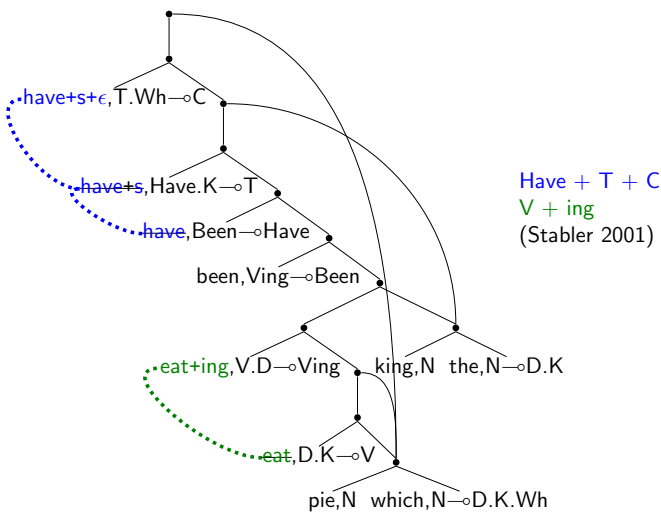 have+s+ϵ,T.Wh⊸C
have+s,Have.K⊸T
Have + T + C
V + ing
have,Been⊸Have
(Stabler 2001)
been,Ving⊸Been
eat+ing,V.D⊸Ving king,N the,N⊸D.K
eat,D.K⊸V
pie,N which,N⊸D.K.Wh